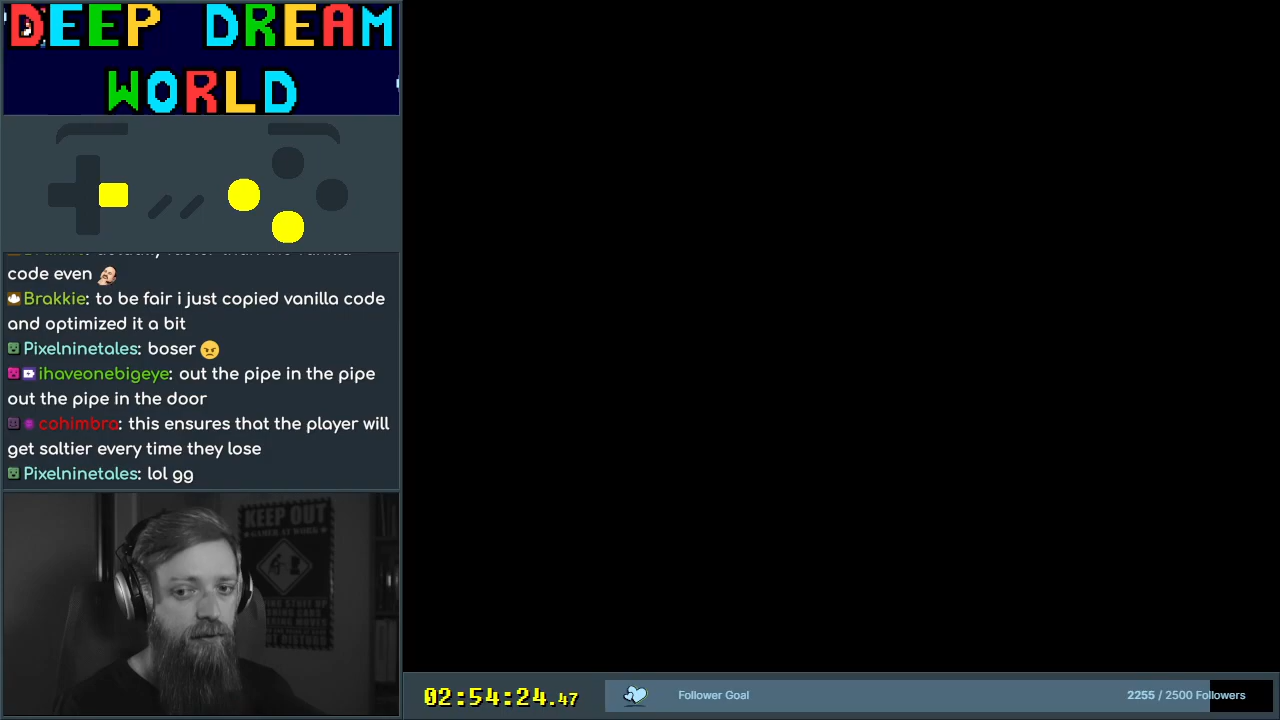 DEEP DREAM
WORLD
code even
Brakkie: to be fair i just copied vanilla code
and optimized it a bit
Pixelninetales: boser
ihaveonebigeye: out the pipe in the pipe
out the pipe in the door
cohimbra: this ensures that the player will
get saltier every time they lose
Pixelninetales: lol gg
KEEP OUT
GAMER AT WORK
02:54:24.47
Follower Goal
2255 / 2500 Followers